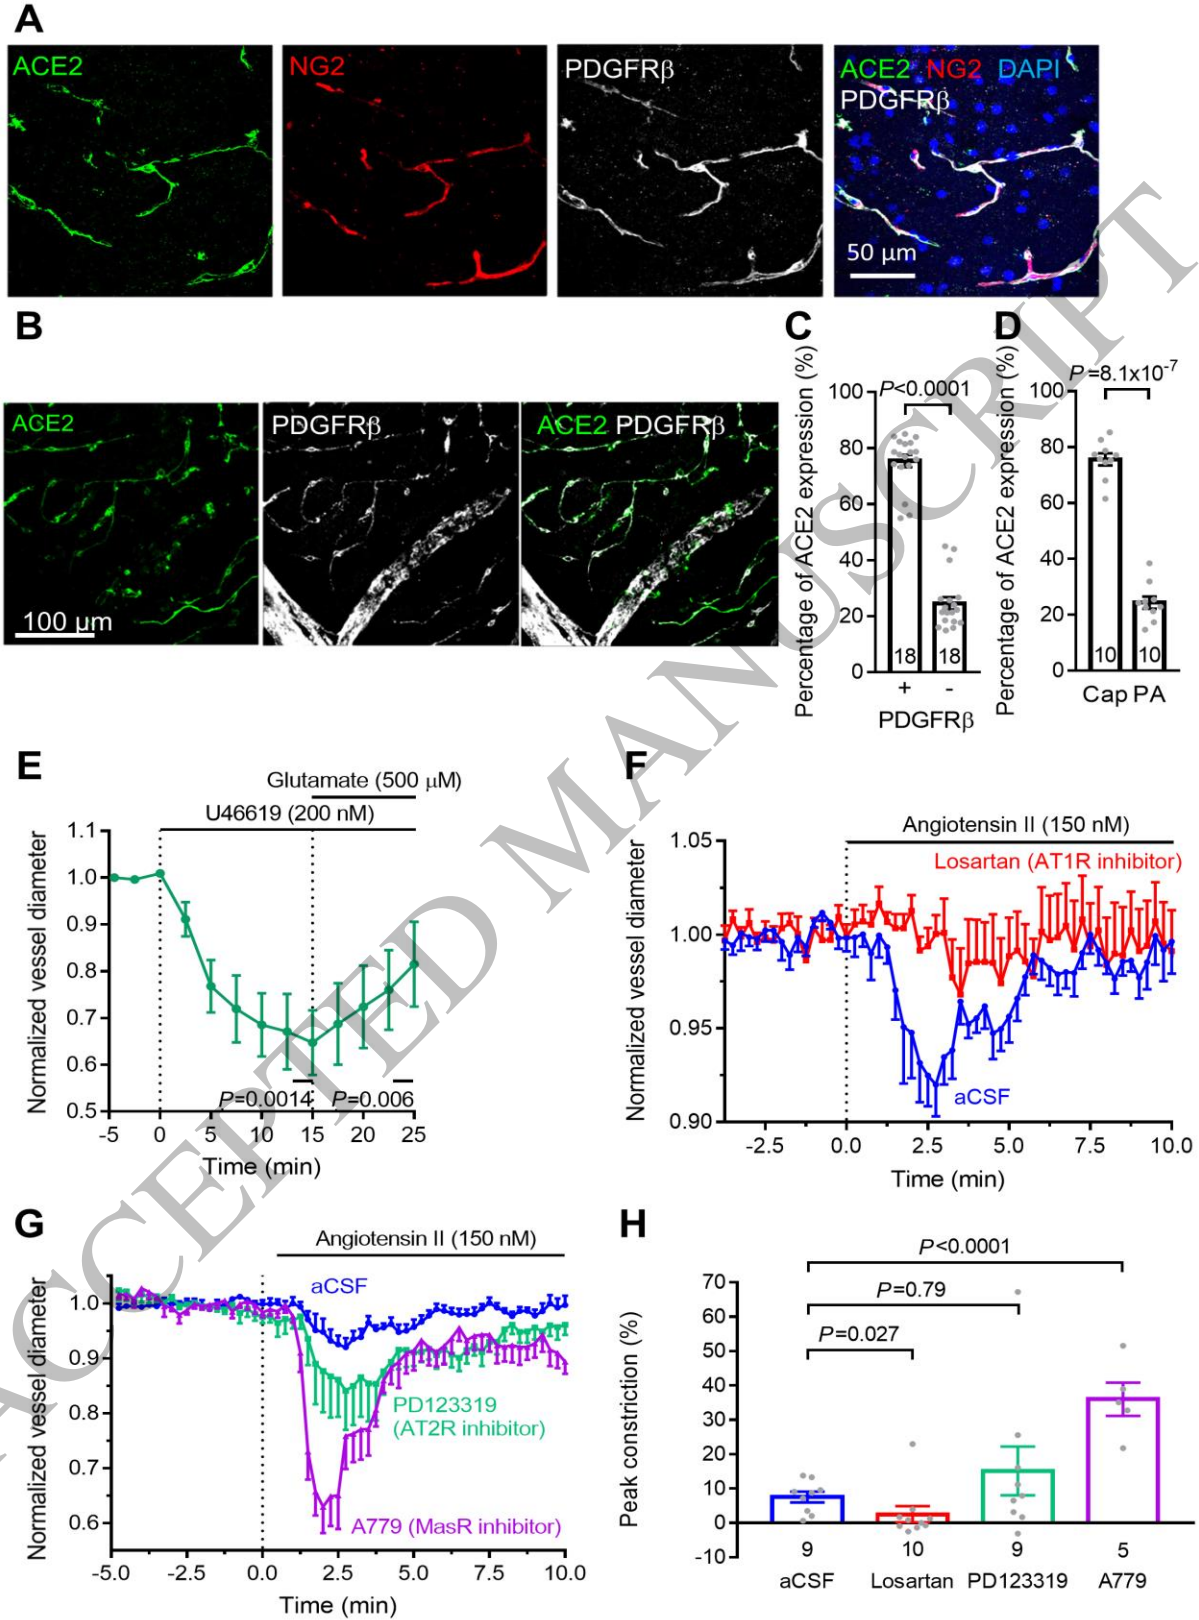 A
ACE2
NG2
PDGFRβ
ACE2 NG2 DAPI
PDGFRβ
50 µm
B
ACE2
PDGFRβ
ACE2 PDGFRβ
100 µm
C
Percentage of ACE2 expression (%)
P<0.0001
100
80
60
40
20
0
18
18
+
-
PDGFRβ
D
Percentage of ACE2 expression (%)
P=8.1x10-7
100
80
60
40
20
0
10
10
Cap PA
E
Glutamate (500 µM)
U46619 (200 nM)
Normalized vessel diameter
1.1
1.0
0.9
0.8
0.7
0.6
0.5
P=0.0014
P=0.006
-5 0 5 10 15 20 25
Time (min)
F
Angiotensin II (150 nM)
Losartan (AT1R inhibitor)
Normalized vessel diameter
1.05
1.00
0.95
0.90
aCSF
-2.5 0.0 2.5 5.0 7.5 10.0
Time (min)
G
Angiotensin II (150 nM)
Normalized vessel diameter
1.0
0.9
0.8
0.7
0.6
aCSF
PD123319
(AT2R inhibitor)
A779 (MasR inhibitor)
-5.0 -2.5 0.0 2.5 5.0 7.5 10.0
Time (min)
H
P<0.0001
P=0.79
P=0.027
Peak constriction (%)
70
60
50
40
30
20
10
0
-10
9 10 9 5
aCSF Losartan PD123319 A779
ACCEPTED MANUSCRIPT